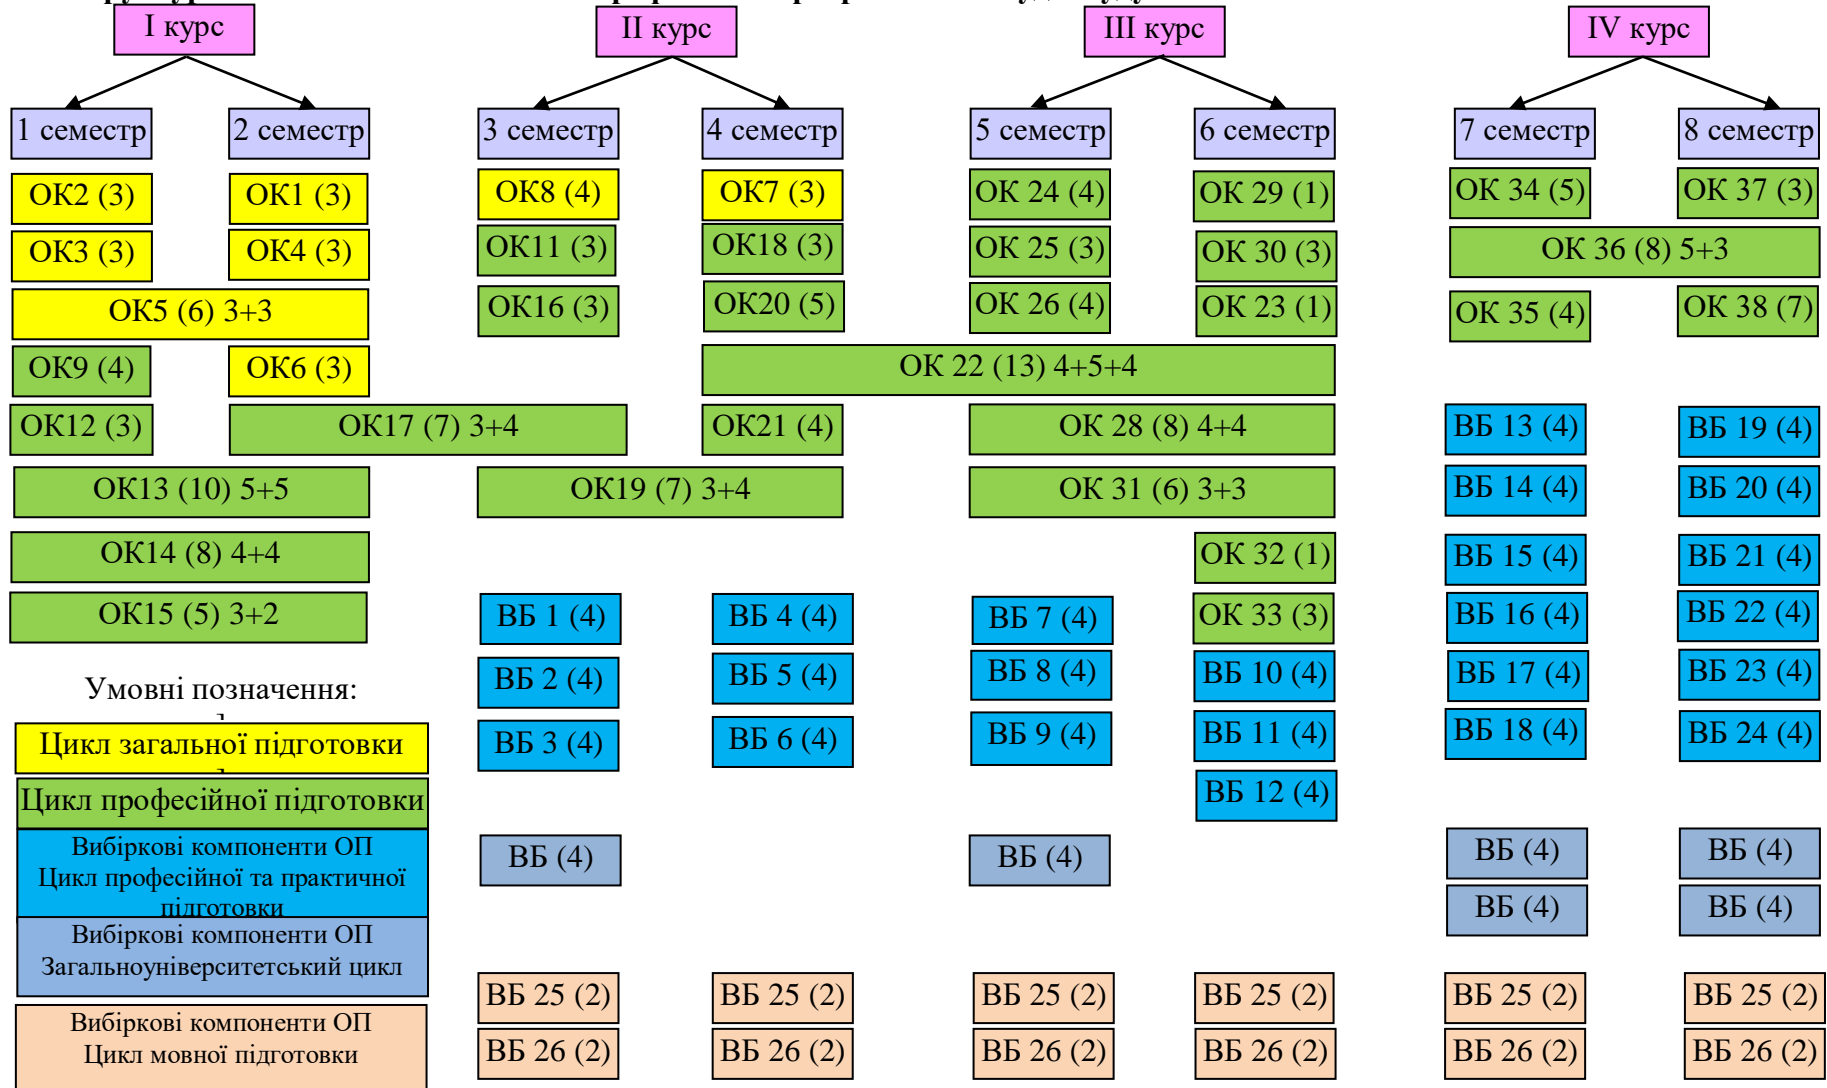 I курс
II курс
III курс
IV курс
1 семестр
2 семестр
3 семестр
4 семестр
5 семестр
6 семестр
7 семестр
8 семестр
ОК2 (3)
ОК1 (3)
ОК8 (4)
ОК7 (3)
ОК 24 (4)
ОК 29 (1)
ОК 34 (5)
ОК 37 (3)
ОК3 (3)
ОК4 (3)
ОК11 (3)
ОК18 (3)
ОК 25 (3)
ОК 30 (3)
ОК 36 (8) 5+3
ОК5 (6) 3+3
ОК16 (3)
ОК20 (5)
ОК 26 (4)
ОК 23 (1)
ОК 35 (4)
ОК 38 (7)
ОК9 (4)
ОК6 (3)
ОК 22 (13) 4+5+4
ОК12 (3)
ОК17 (7) 3+4
ОК21 (4)
ОК 28 (8) 4+4
ВБ 13 (4)
ВБ 19 (4)
ОК13 (10) 5+5
ОК19 (7) 3+4
ОК 31 (6) 3+3
ВБ 14 (4)
ВБ 20 (4)
ОК14 (8) 4+4
ОК 32 (1)
ВБ 15 (4)
ВБ 21 (4)
ОК15 (5) 3+2
ВБ 1 (4)
ВБ 4 (4)
ВБ 7 (4)
ОК 33 (3)
ВБ 16 (4)
ВБ 22 (4)
ВБ 2 (4)
ВБ 5 (4)
ВБ 8 (4)
ВБ 10 (4)
ВБ 17 (4)
ВБ 23 (4)
ВБ 3 (4)
ВБ 6 (4)
ВБ 9 (4)
ВБ 11 (4)
ВБ 18 (4)
ВБ 24 (4)
ВБ 12 (4)
ВБ (4)
ВБ (4)
ВБ (4)
ВБ (4)
ВБ (4)
ВБ (4)
ВБ 25 (2)
ВБ 25 (2)
ВБ 25 (2)
ВБ 25 (2)
ВБ 25 (2)
ВБ 25 (2)
ВБ 26 (2)
ВБ 26 (2)
ВБ 26 (2)
ВБ 26 (2)
ВБ 26 (2)
ВБ 26 (2)
Умовні позначення:
Цикл загальної підготовки
Цикл професійної підготовки
Вибіркові компоненти ОП
Цикл професійної та практичної
підготовки
Вибіркові компоненти ОП
Загальноуніверситетський цикл
Вибіркові компоненти ОП
Цикл мовної підготовки